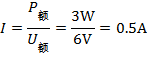 I = P额/U额 = 3W/6V = 0.5A